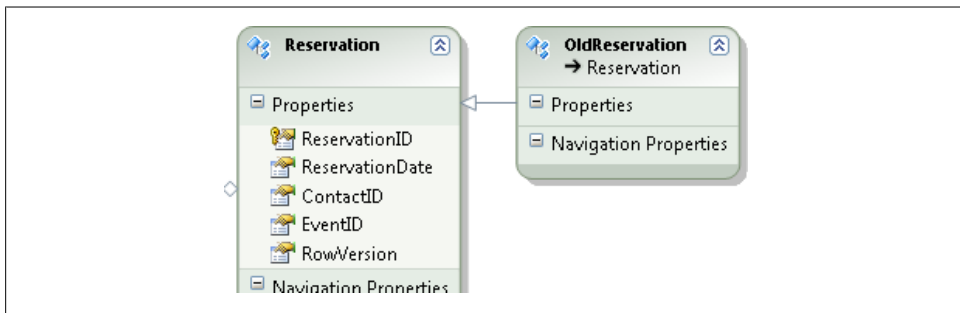 Reservation
Properties
ReservationID
ReservationDate
ContactID
EventID
RowVersion
Navigation Properties
OldReservation
Reservation
Properties
Navigation Properties